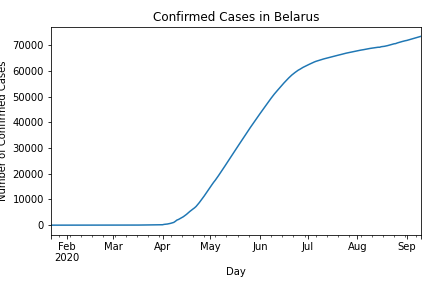 Confirmed Cases in Belarus
Number of Confirmed Cases
70000
60000
50000
40000
30000
20000
10000
0
Feb Mar Apr May Jun Jul Aug Sep
2020
Day